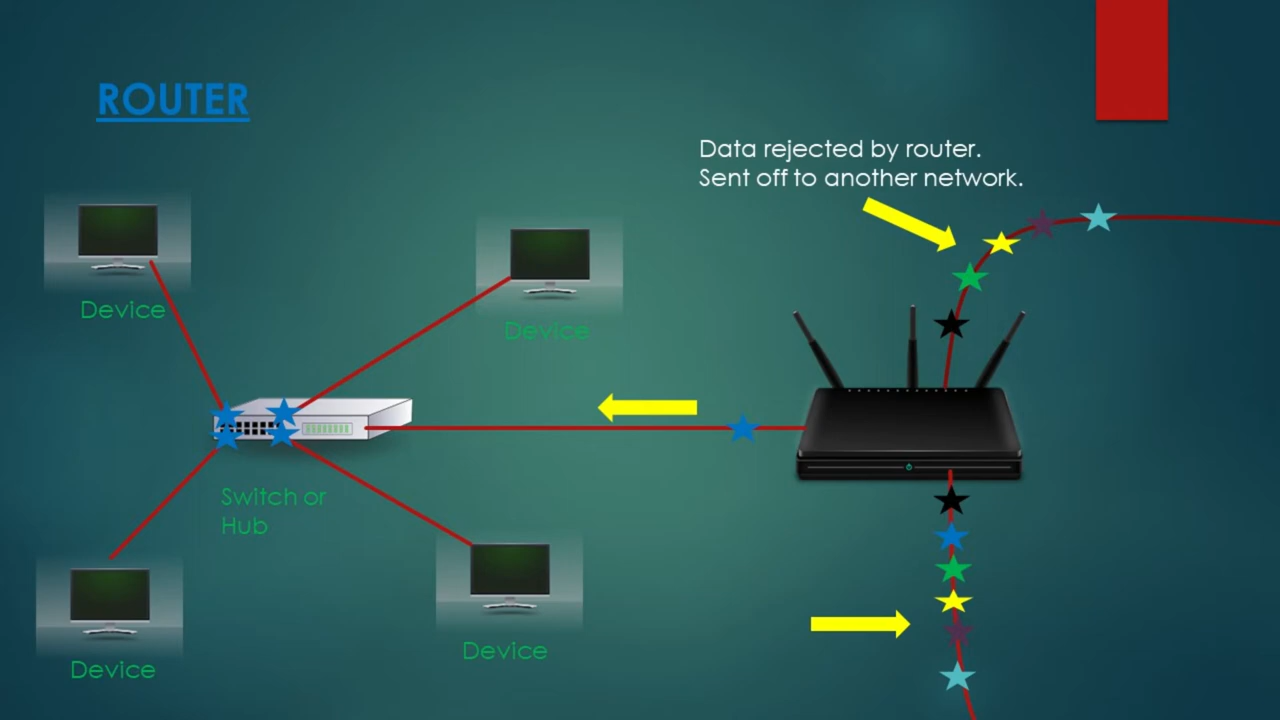 ROUTER
Data rejected by router.
Sent off to another network.
Device
Device
Switch or
Hub
Device
Device